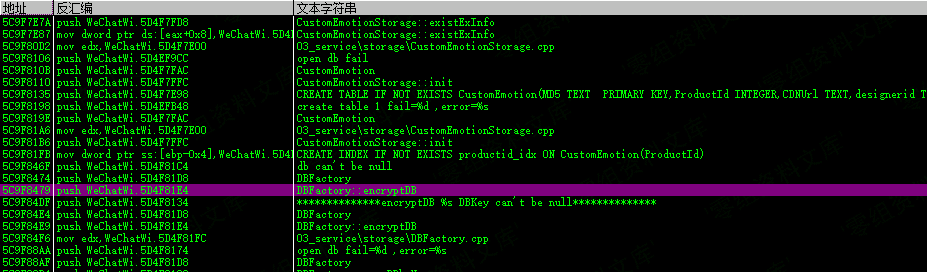 地址 反汇编 文本字符串
5C9F7E7A push WeChatWi.5D4F7FD8 CustomEmotionStorage::existExInfo
5C9F7E87 mov dword ptr ds:[eax+0x8],WeChatWi.5D4 CustomEmotionStorage::existExInfo
5C9F80D2 mov edx,WeChatWi.5D4F7E00 03_service\storage\CustomEmotionStorage.cpp
5C9F8106 push WeChatWi.5D4EF9CC open db fail
5C9F810B push WeChatWi.5D4F7FAC CustomEmotion
5C9F8110 push WeChatWi.5D4F7FFC CustomEmotionStorage::init
5C9F8135 push WeChatWi.5D4F7E98 CREATE TABLE IF NOT EXISTS CustomEmotion(MD5 TEXT  PRIMARY KEY,ProductId INTEGER,CDNUrl TEXT,designerid T
5C9F8198 push WeChatWi.5D4EFB48 create table 1 fail=%d ,error=%s
5C9F819E push WeChatWi.5D4F7FAC CustomEmotion
5C9F81A6 mov edx,WeChatWi.5D4F7E00 03_service\storage\CustomEmotionStorage.cpp
5C9F81B6 push WeChatWi.5D4F7FFC CustomEmotionStorage::init
5C9F81FB mov dword ptr ss:[ebp-0x4],WeChatWi.5D4 CREATE INDEX IF NOT EXISTS productid_idx ON CustomEmotion(ProductId)
5C9F846F push WeChatWi.5D4F81C4 db can't be null
5C9F8474 push WeChatWi.5D4F81D8 DBFactory
5C9F8479 push WeChatWi.5D4F81E4 DBFactory::encryptDB
5C9F84DF push WeChatWi.5D4F8134 **************encryptDB %s DBKey can't be null**************
5C9F84E4 push WeChatWi.5D4F81D8 DBFactory
5C9F84E9 push WeChatWi.5D4F81E4 DBFactory::encryptDB
5C9F84F6 mov edx,WeChatWi.5D4F81FC 03_service\storage\DBFactory.cpp
5C9F88AA push WeChatWi.5D4F8174 open db=%d ,error=%s
5C9F88AF push WeChatWi.5D4F81D8 DBFactory